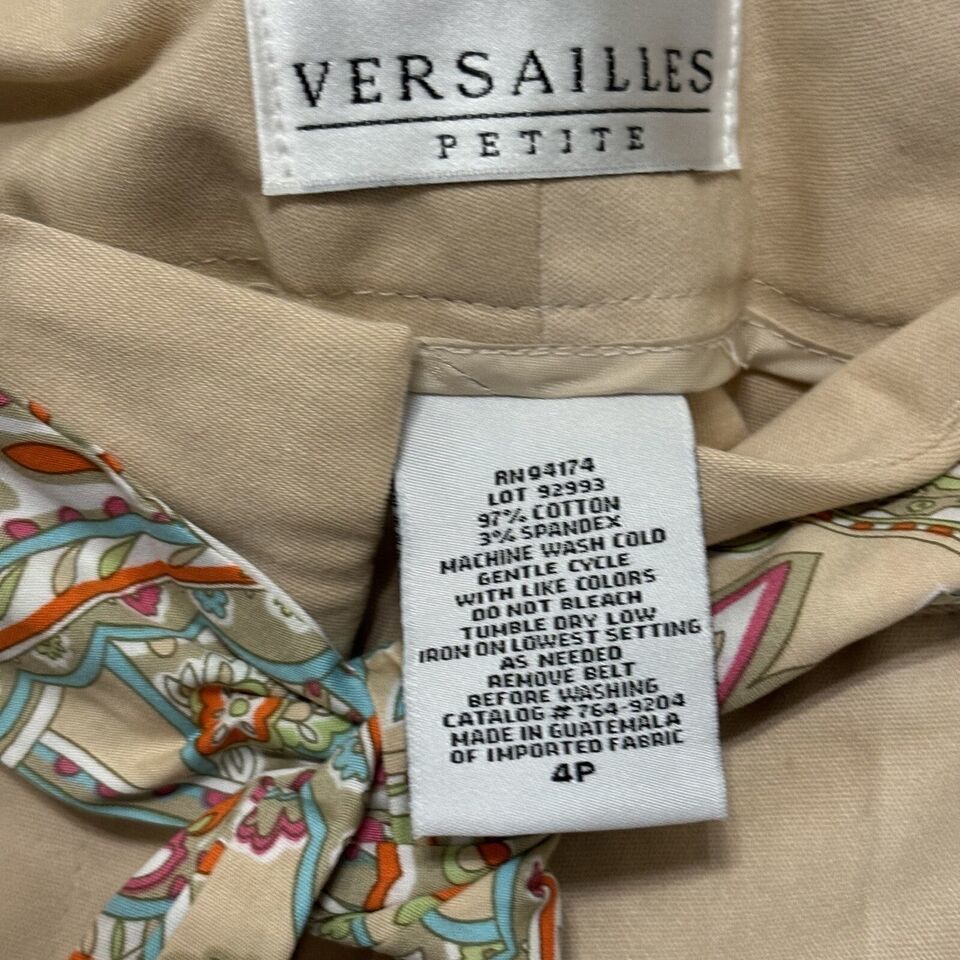 VERSAILLES
PETITE
RN94174
LOT 92993
97% COTTON
3% SPANDEX
MACHINE WASH COLD
GENTLE CYCLE
WITH LIKE COLORS
DO NOT BLEACH
TUMBLE DRY LOW
IRON ON LOWEST SETTING
AS NEEDED
REMOVE BELT
BEFORE WASHING
CATALOG # 764-9204
MADE IN GUATEMALA
OF IMPORTED FABRIC
4P